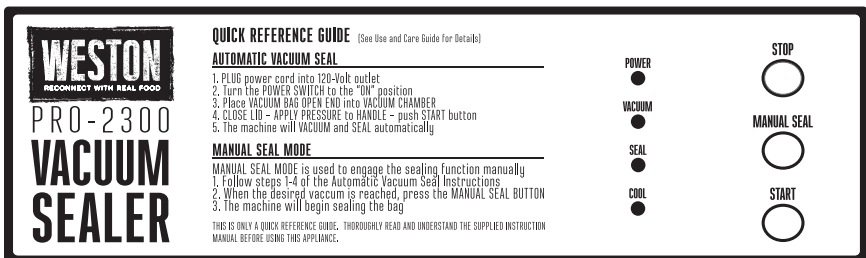 WESTON
RECONNECT WITH REAL FOOD
PRO-2300
VACUUM
SEALER
QUICK REFERENCE GUIDE (See Use and Care Guide for Details)
AUTOMATIC VACUUM SEAL
1. PLUG power cord into 120-Volt outlet
2. Turn the POWER SWITCH to the "ON" position
3. Place VACUUM BAG OPEN END into VACUUM CHAMBER
4. CLOSE LID – APPLY PRESSURE to HANDLE – push START button
5. The machine will VACUUM and SEAL automatically
MANUAL SEAL MODE
MANUAL SEAL MODE is used to engage the sealing function manually
1. Follow steps 1-4 of the Automatic Vacuum Seal Instructions
2. When the desired vaccum is reached, press the MANUAL SEAL BUTTON
3. The machine will begin sealing the bag
THIS IS ONLY A QUICK REFERENCE GUIDE. THOROUGHLY READ AND UNDERSTAND THE SUPPLIED INSTRUCTION
MANUAL BEFORE USING THIS APPLIANCE.
POWER
VACUUM
SEAL
COOL
STOP
MANUAL SEAL
START